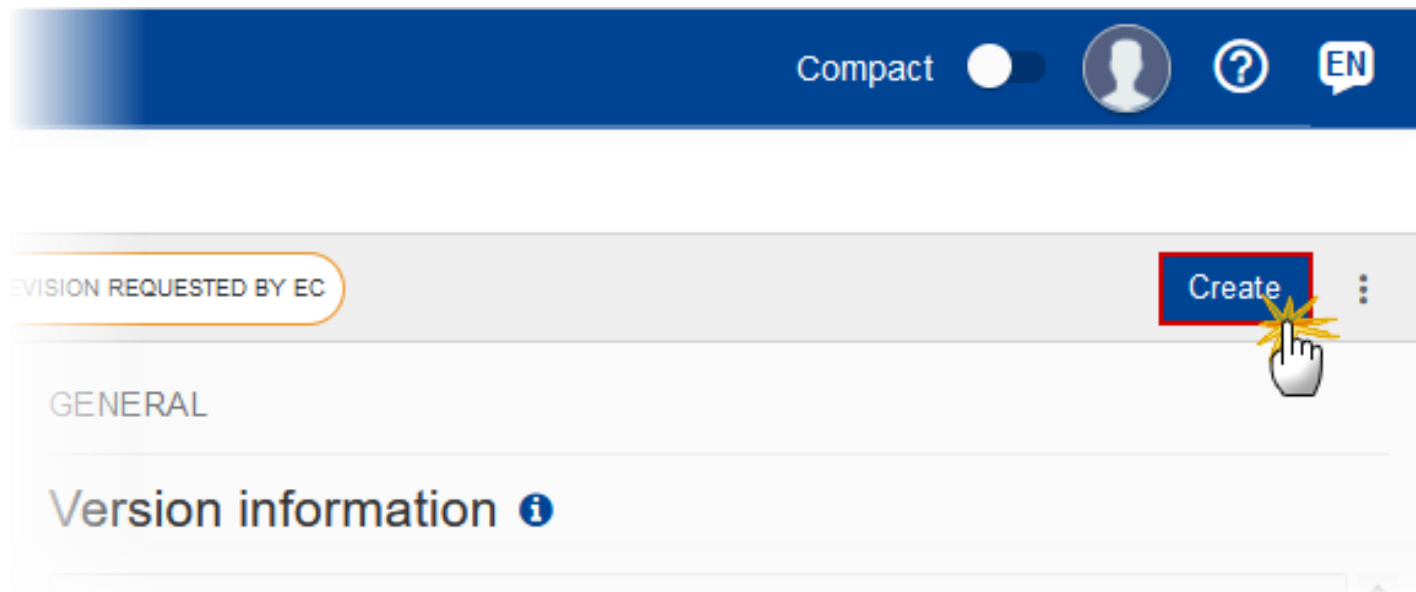 Compact
EN
EVISION REQUESTED BY EC
Create
GENERAL
Version information